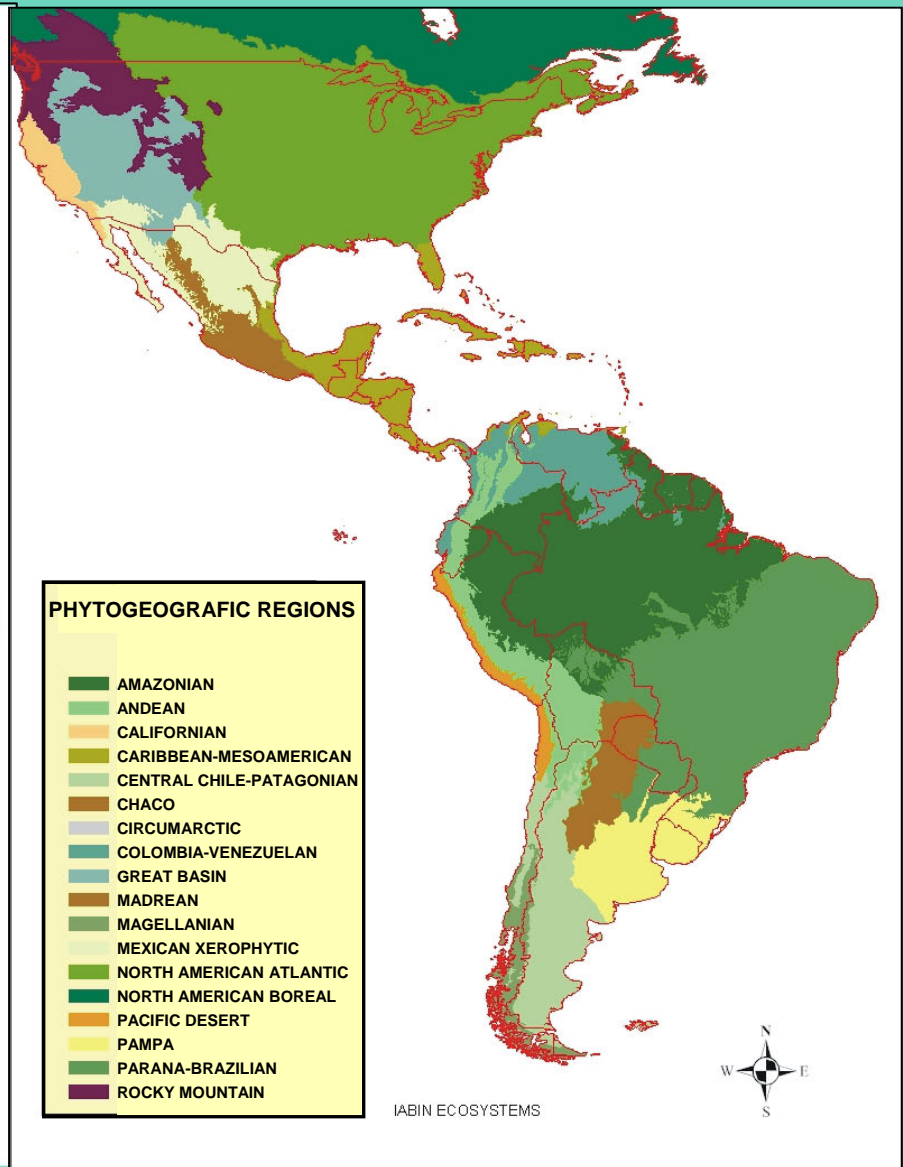 PHYTOGEOGRAFIC REGIONS
AMAZONIAN
ANDEAN
CALIFORNIAN
CARIBBEAN-MESOAMERICAN
CENTRAL CHILE-PATAGONIAN
CHACO
CIRCUMARCTIC
COLOMBIA-VENEZUELAN
GREAT BASIN
MADREAN
MAGELLANIAN
MEXICAN XEROPHYTIC
NORTH AMERICAN ATLANTIC
NORTH AMERICAN BOREAL
PACIFIC DESERT
PAMPA
PARANA-BRAZILIAN
ROCKY MOUNTAIN
N
W E
S
IABIN ECOSYSTEMS